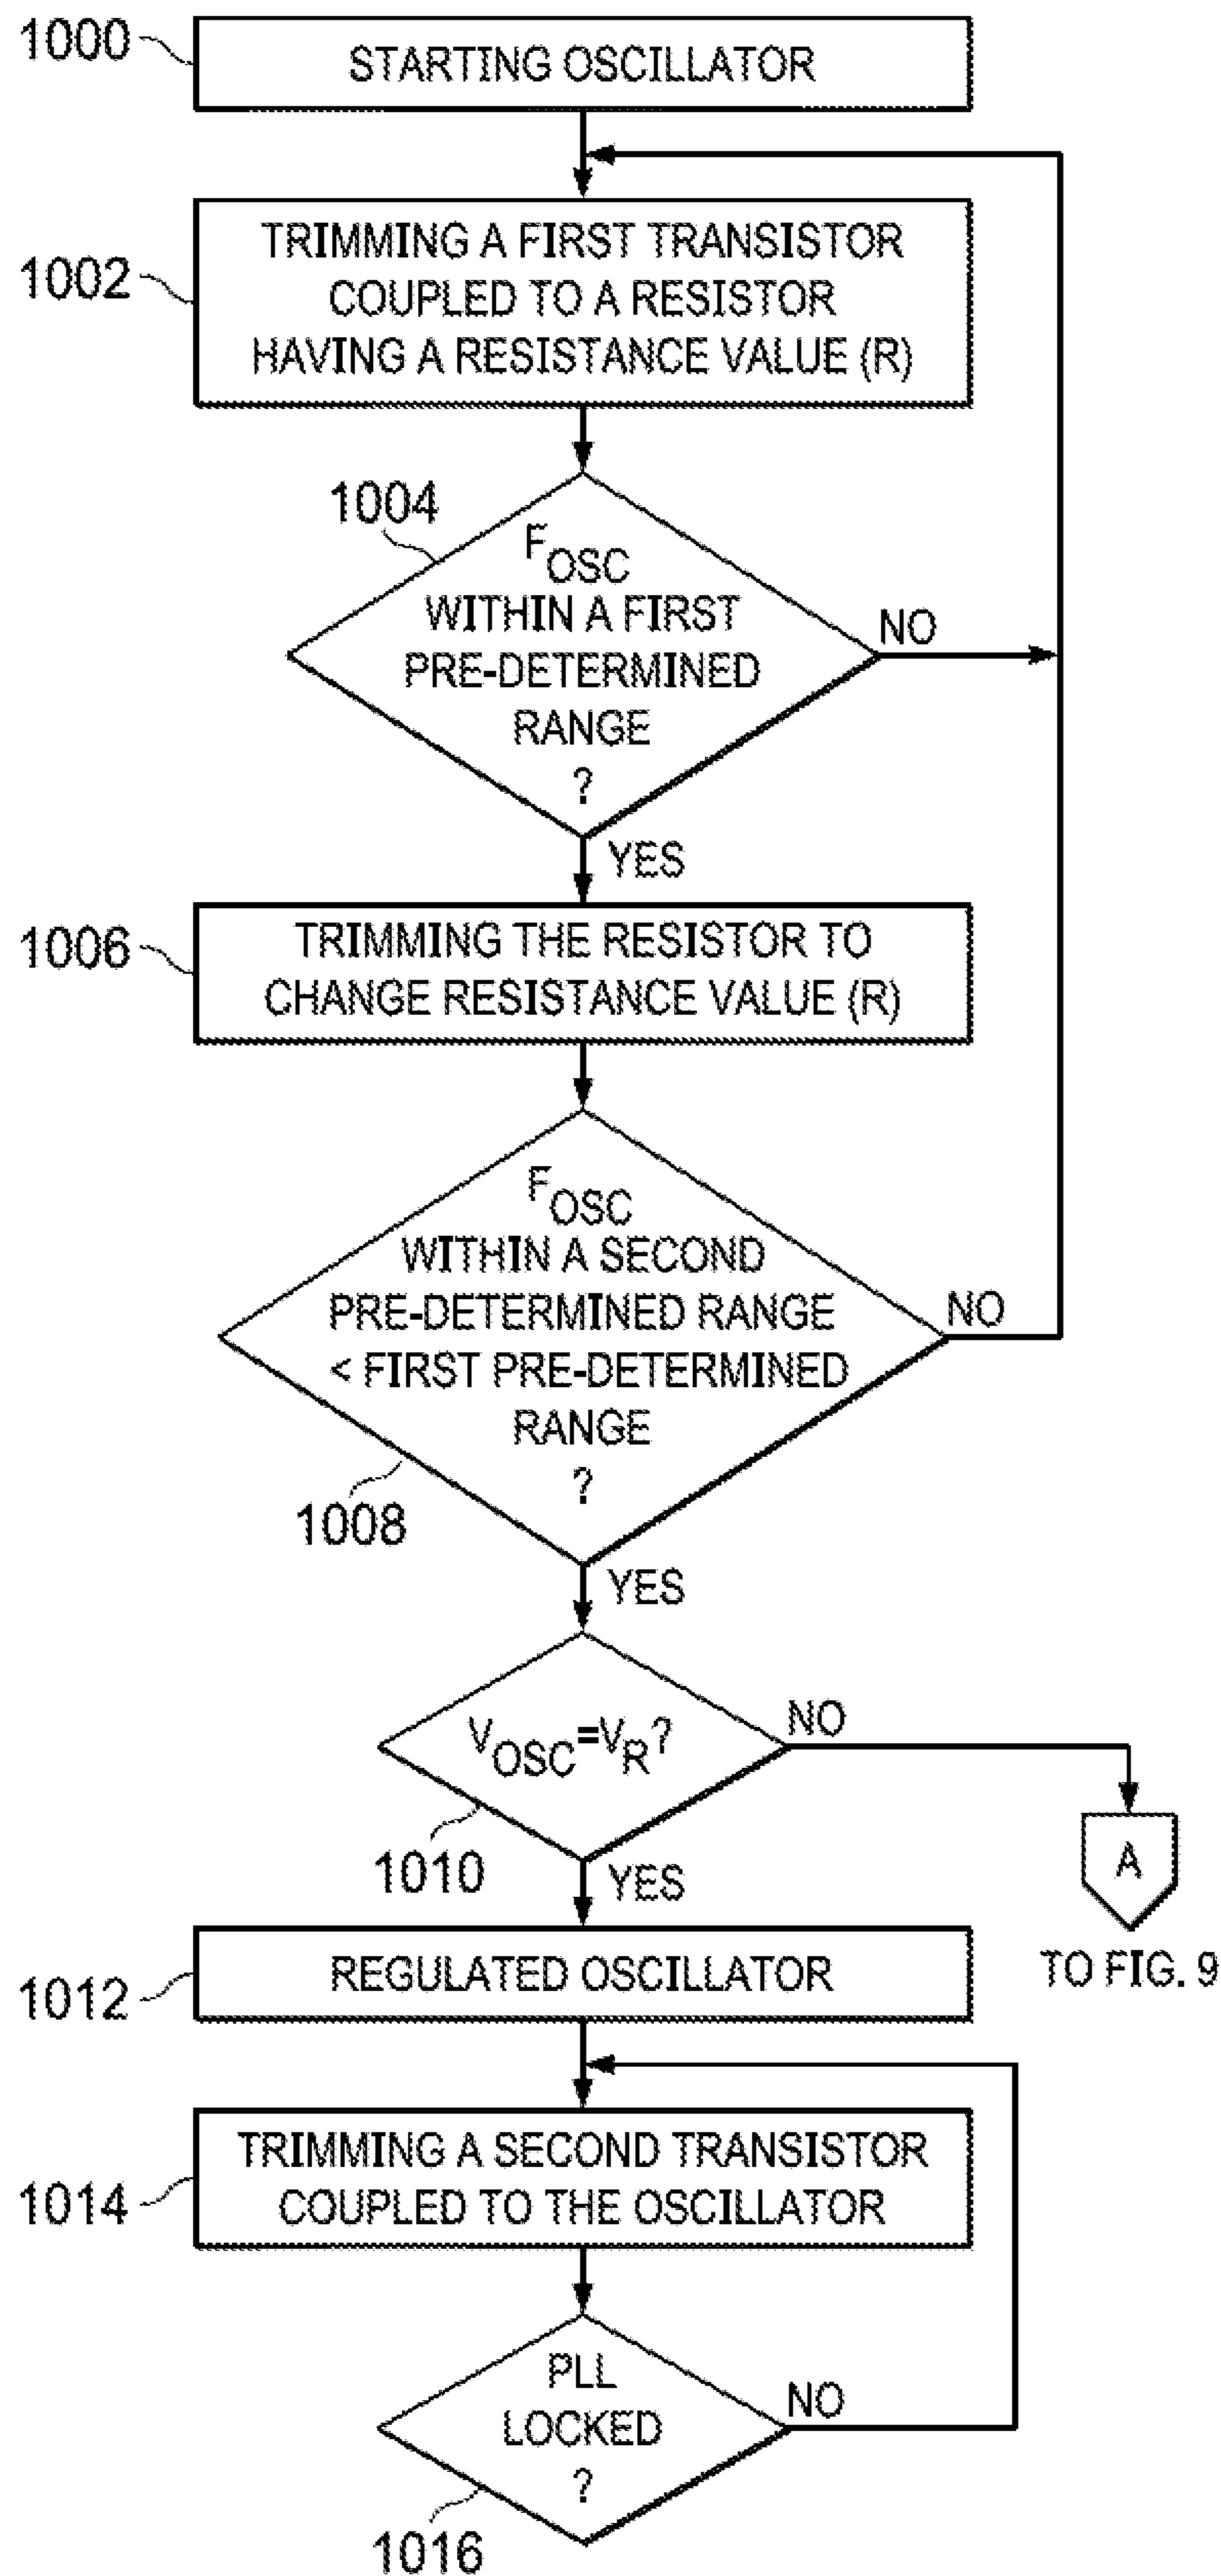 1000
STARTING OSCILLATOR
1002
TRIMMING A FIRST TRANSISTOR
COUPLED TO A RESISTOR
HAVING A RESISTANCE VALUE (R)
1004
FOSC
WITHIN A FIRST
PRE-DETERMINED
RANGE
?
NO
YES
1006
TRIMMING THE RESISTOR TO
CHANGE RESISTANCE VALUE (R)
FOSC
WITHIN A SECOND
PRE-DETERMINED RANGE
< FIRST PRE-DETERMINED
RANGE
?
NO
1008
YES
VOSC=VR?
NO
1010
YES
A
TO FIG. 9
1012
REGULATED OSCILLATOR
1014
TRIMMING A SECOND TRANSISTOR
COUPLED TO THE OSCILLATOR
PLL
LOCKED
?
NO
1016